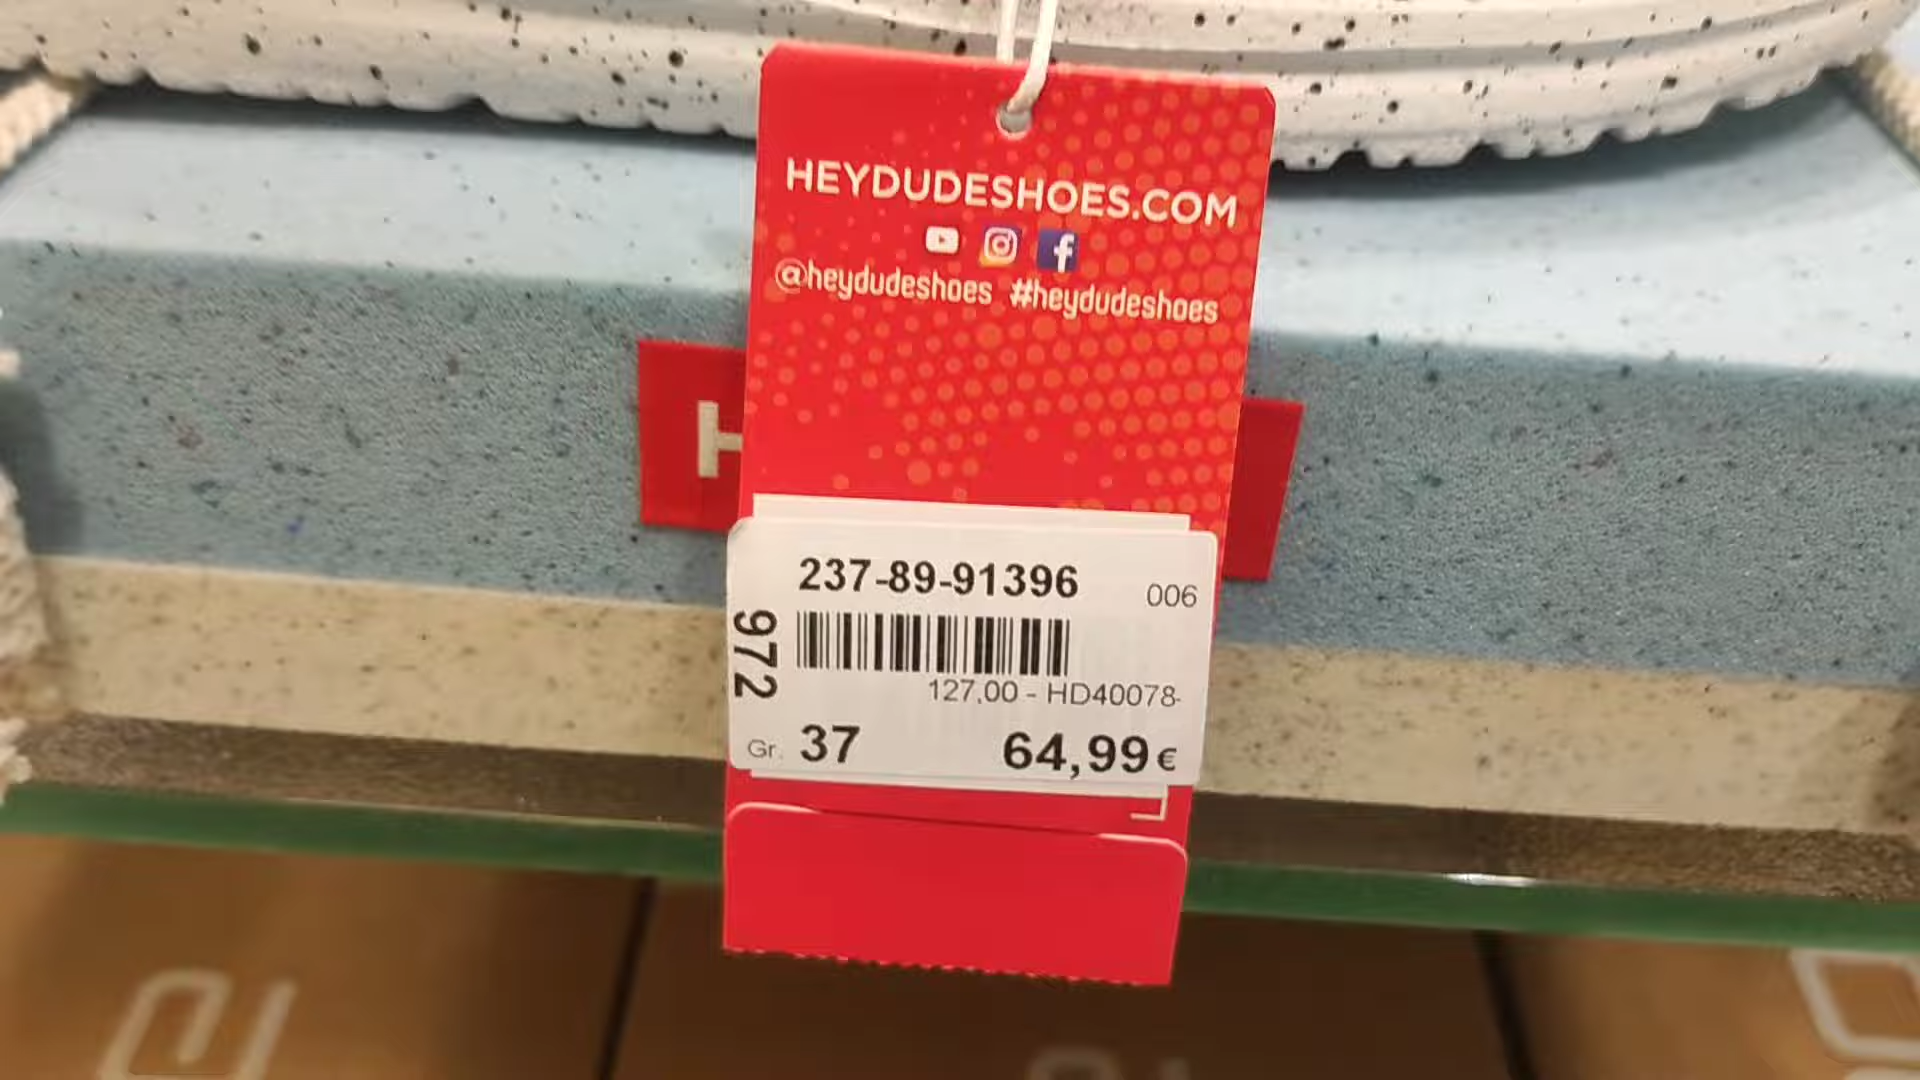 HEYDUDESHOES.COM
@heydudeshoes #heydudeshoes
237-89-91396
006
972
127,00 - HD40078-
Gr. 37
64,99 €